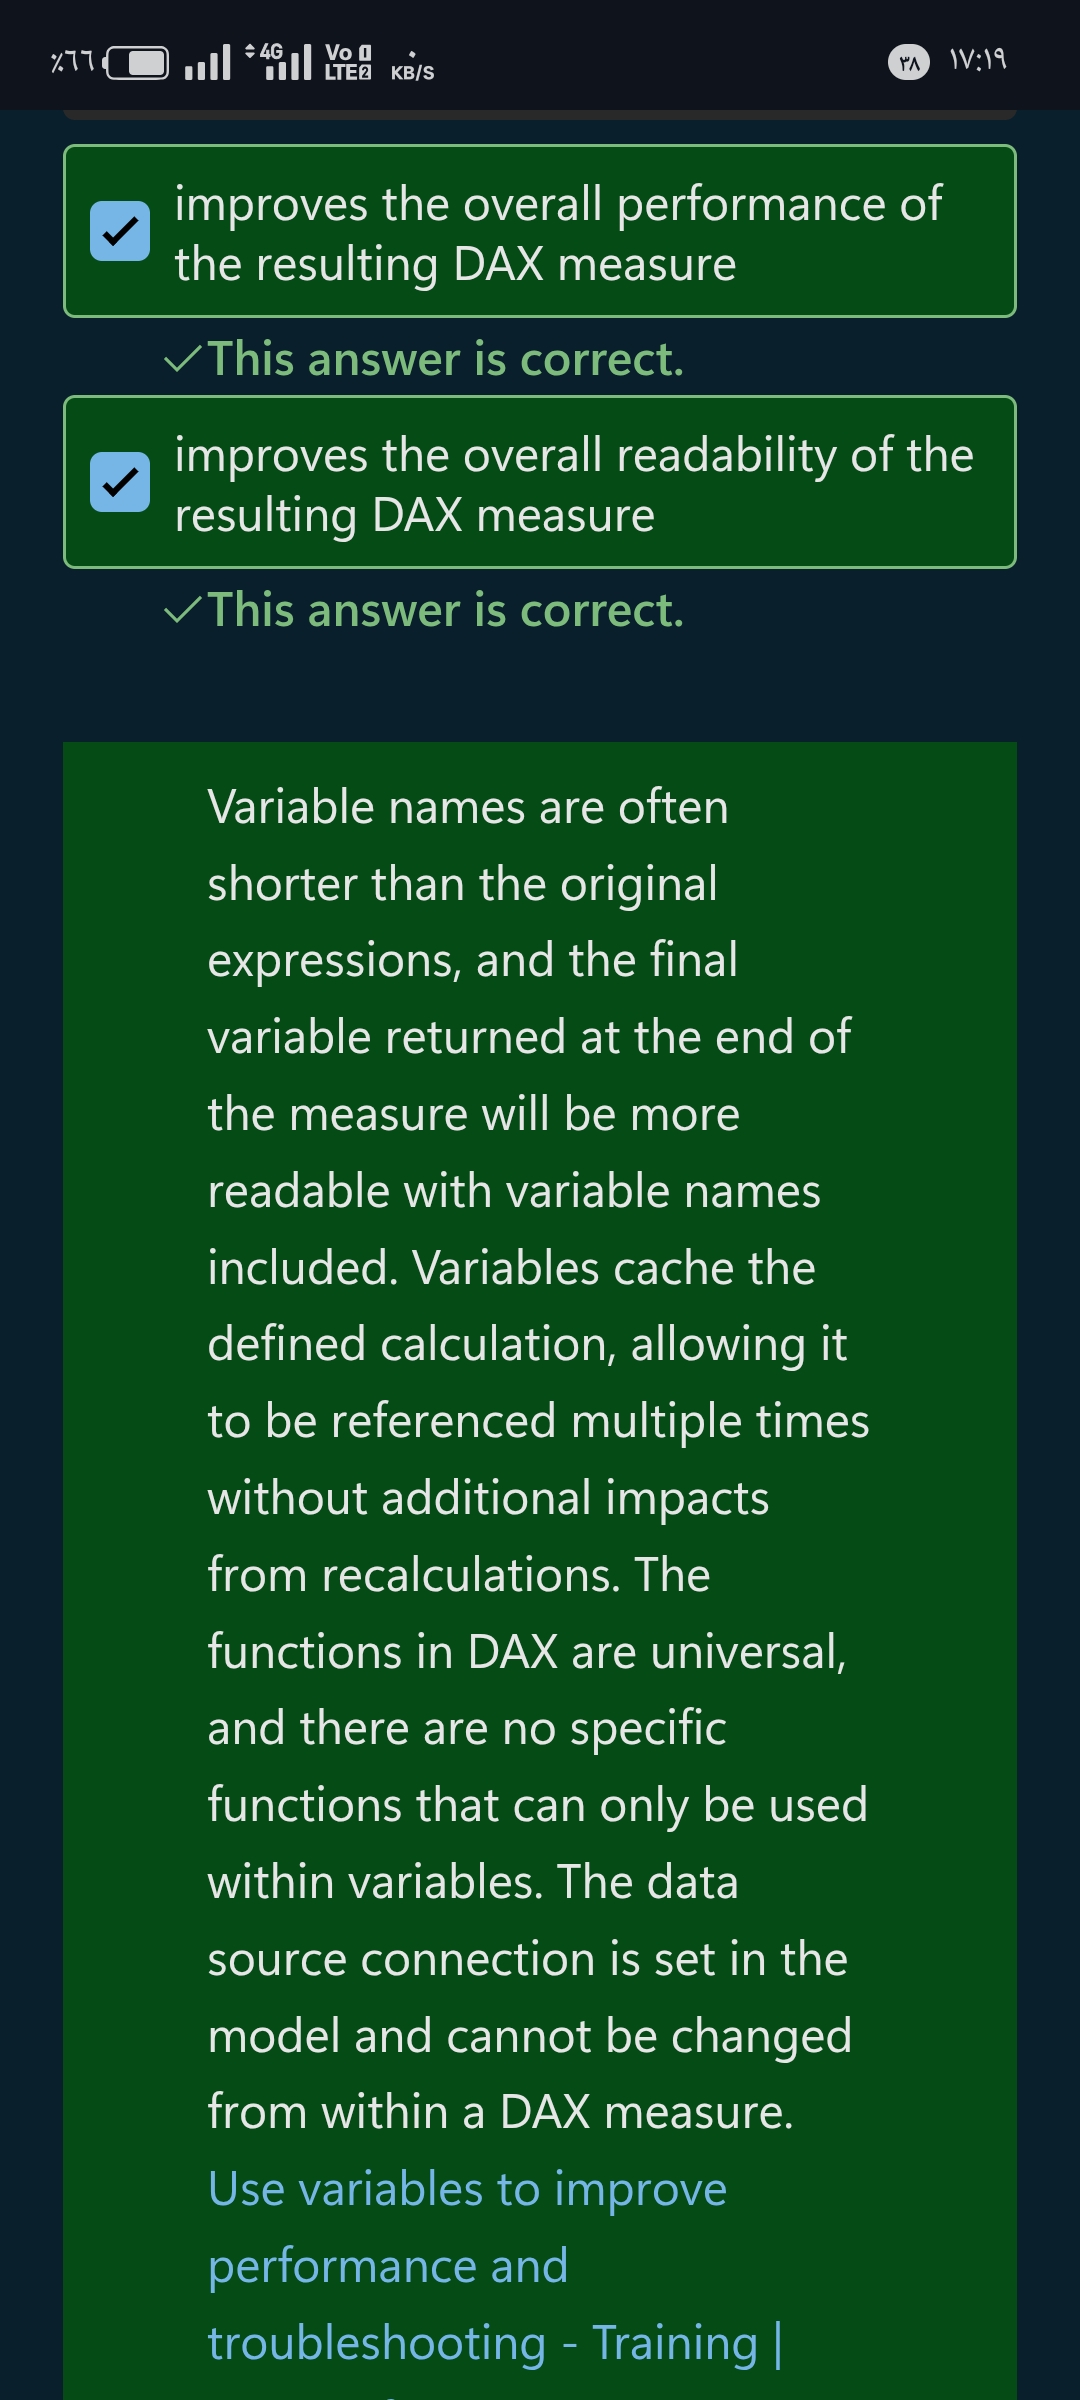 ٪٦٦ 4G Vo 1 LTE 2 ٠ KB/S ٣٨ ١٧:١٩
improves the overall performance of
the resulting DAX measure
This answer is correct.
improves the overall readability of the
resulting DAX measure
This answer is correct.
Variable names are often
shorter than the original
expressions, and the final
variable returned at the end of
the measure will be more
readable with variable names
included. Variables cache the
defined calculation, allowing it
to be referenced multiple times
without additional impacts
from recalculations. The
functions in DAX are universal,
and there are no specific
functions that can only be used
within variables. The data
source connection is set in the
model and cannot be changed
from within a DAX measure.
Use variables to improve
performance and
troubleshooting - Training |